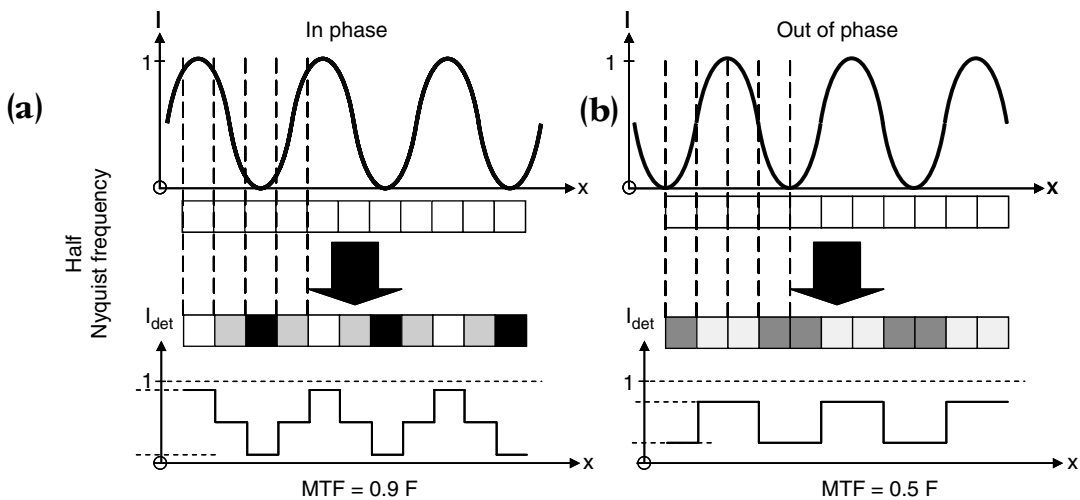 I
In phase
1
(a)
x
Half
Nyquist frequency
I_det
1
x
MTF = 0.9 F
I
Out of phase
1
(b)
x
I_det
1
x
MTF = 0.5 F